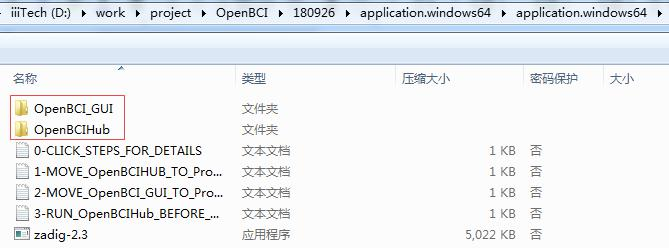 iiiTech (D:) ▸ work ▸ project ▸ OpenBCI ▸ 180926 ▸ application.windows64 ▸ application.windows64 ▸
名称 类型 压缩大小 密码保护 大小
OpenBCI_GUI 文件夹
OpenBCIHub 文件夹
0-CLICK_STEPS_FOR_DETAILS 文本文档 1 KB 否
1-MOVE_OpenBCIHUB_TO_Pro... 文本文档 1 KB 否
2-MOVE_OpenBCI_GUI_TO_Pro... 文本文档 1 KB 否
3-RUN_OpenBCIHub_BEFORE_... 文本文档 1 KB 否
zadig-2.3 应用程序 5,022 KB 否